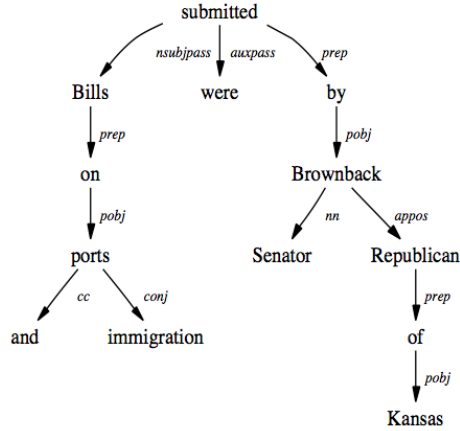 submitted
nsubjpass auxpass prep
Bills were by
prep pobj
on Brownback
pobj nn appos
ports Senator Republican
cc conj prep
and immigration of
pobj
Kansas